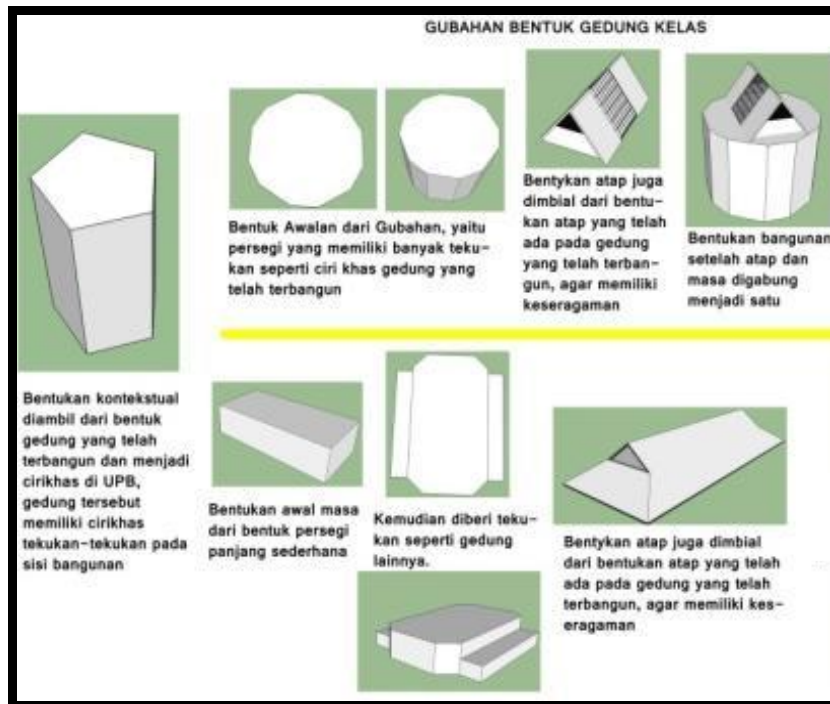 GUBAHAN BENTUK GEDUNG KELAS
Bentukan kontekstual
diambil dari bentuk
gedung yang telah
terbangun dan menjadi
cirikhas di UPB,
gedung tersebut
memiliki cirikhas
tekukan-tekukan pada
sisi bangunan
Bentuk Awalan dari Gubahan, yaitu
persegi yang memiliki banyak teku-
kan seperti ciri khas gedung yang
telah terbangun
Bentykan atap juga
dimbial dari bentu-
kan atap yang telah
ada pada gedung
yang telah terban-
gun, agar memiliki
keseragaman
Bentukan bangunan
setelah atap dan
masa digabung
menjadi satu
Bentukan awal masa
dari bentuk persegi
panjang sederhana
Kemudian diberi teku-
kan seperti gedung
lainnya.
Bentykan atap juga dimbial
dari bentukan atap yang telah
ada pada gedung yang telah
terbangun, agar memiliki kes-
eragaman